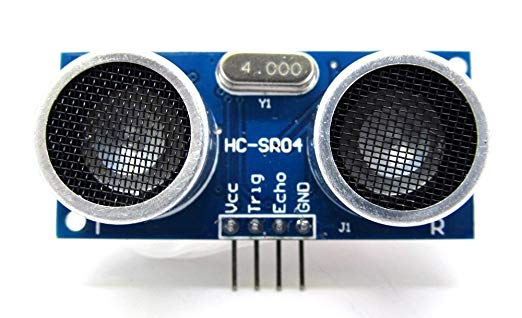 4.000
Y1
HC-SR04
Vcc
Trig
Echo
GND
J1
T
R